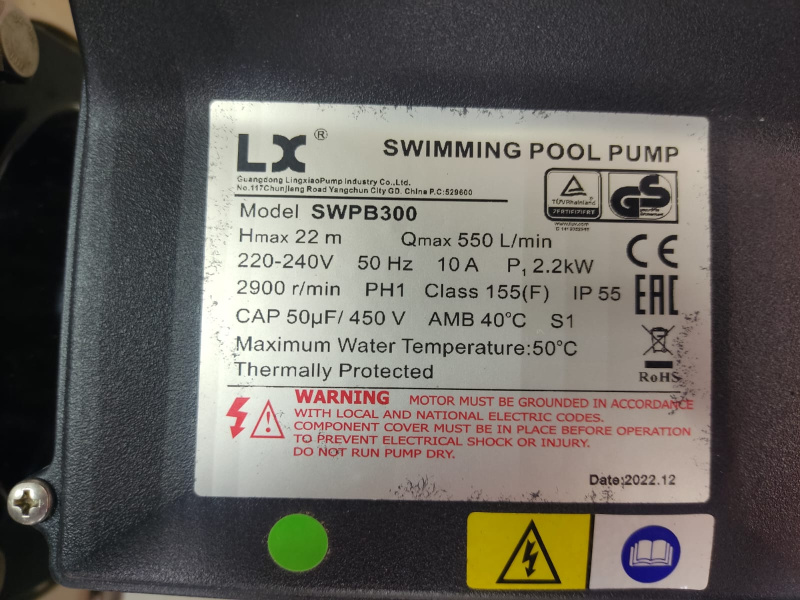 LX®
SWIMMING POOL PUMP
Guangdong LingxiaoPump Industry Co.,Ltd.
No.117Chunjiang Road Yangchun City GD. China P.C:529600
TÜVRheinland
ZERTIFIZIERT
GS
Model SWPB300
Hmax 22 m Qmax 550 L/min
CE
220-240V 50 Hz 10 A P₁ 2.2kW
2900 r/min PH1 Class 155(F) IP 55
EAC
CAP 50µF/ 450 V AMB 40°C S1
Maximum Water Temperature:50°C
Thermally Protected
RoHS
WARNING MOTOR MUST BE GROUNDED IN ACCORDANCE
WITH LOCAL AND NATIONAL ELECTRIC CODES.
COMPONENT COVER MUST BE IN PLACE BEFORE OPERATION
TO PREVENT ELECTRICAL SHOCK OR INJURY.
DO NOT RUN PUMP DRY.
Date:2022.12